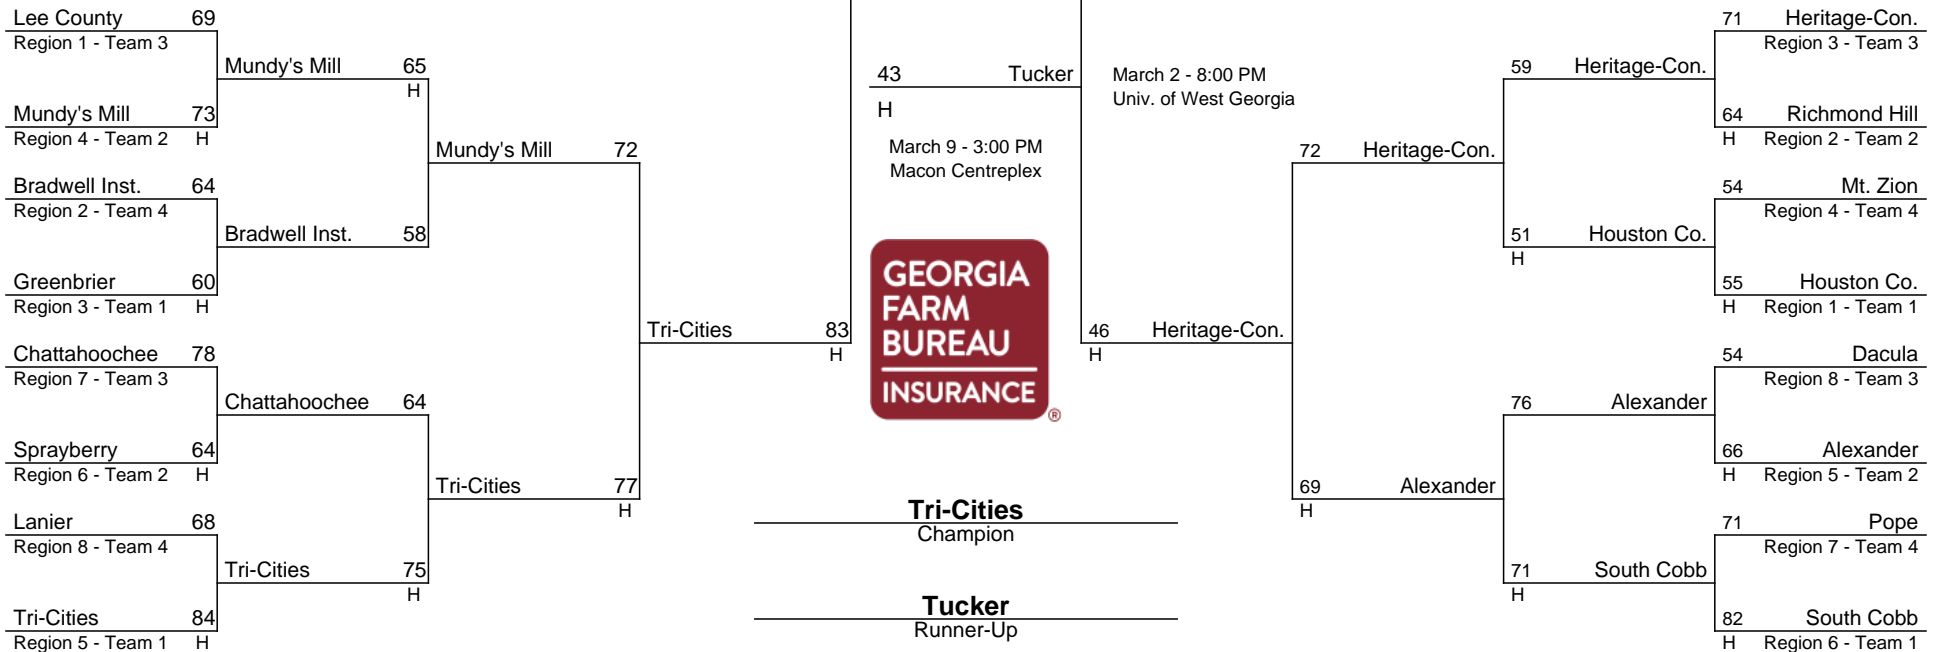 Lee County 69
Region 1 - Team 3
Mundy's Mill 65
H
Mundy's Mill 73
Region 4 - Team 2 H
Mundy's Mill 72
Bradwell Inst. 64
Region 2 - Team 4
Bradwell Inst. 58
Greenbrier 60
Region 3 - Team 1 H
Tri-Cities 83
H
Chattahoochee 78
Region 7 - Team 3
Chattahoochee 64
Sprayberry 64
Region 6 - Team 2 H
Tri-Cities 77
H
Lanier 68
Region 8 - Team 4
Tri-Cities 75
H
Tri-Cities 84
Region 5 - Team 1 H
43 Tucker
H
March 9 - 3:00 PM
Macon Centreplex
March 2 - 8:00 PM
Univ. of West Georgia
GEORGIA
FARM
BUREAU
INSURANCE
®
46 Heritage-Con.
H
Tri-Cities
Champion
Tucker
Runner-Up
71 Heritage-Con.
Region 3 - Team 3
59 Heritage-Con.
64 Richmond Hill
H Region 2 - Team 2
72 Heritage-Con.
54 Mt. Zion
Region 4 - Team 4
51 Houston Co.
H
55 Houston Co.
H Region 1 - Team 1
54 Dacula
Region 8 - Team 3
76 Alexander
66 Alexander
H Region 5 - Team 2
69 Alexander
H
71 Pope
Region 7 - Team 4
71 South Cobb
H
82 South Cobb
H Region 6 - Team 1